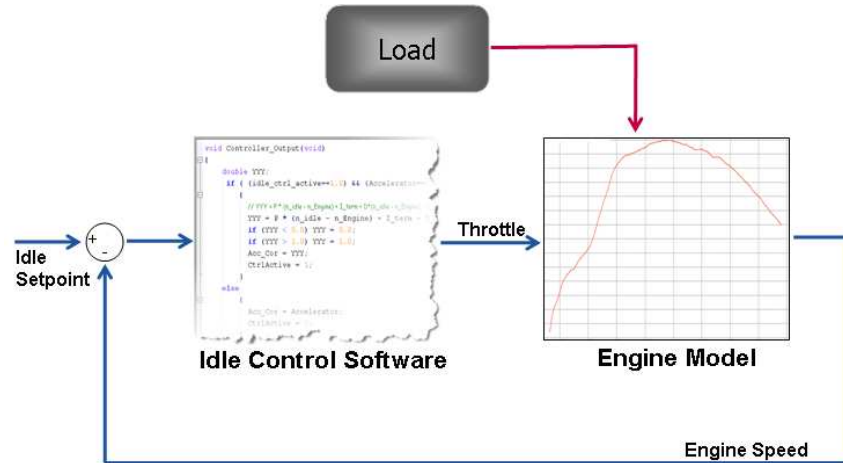 Load
void Controller_Output(void)
{
double YYY;
if ( (idle_ctrl_active==1.0) && (Accelerator==
{
YYY = P * (n_idle - n_Engine) + I_term
if (YYY < 0.0) YYY = 0.0;
if (YYY > 1.0) YYY = 1.0;
Acc_Cor = YYY;
CtrlActive = 1;
}
else
{
Acc_Cor = Accelerator;
CtrlActive =
+
-
Idle
Setpoint
Throttle
Idle Control Software
Engine Model
Engine Speed